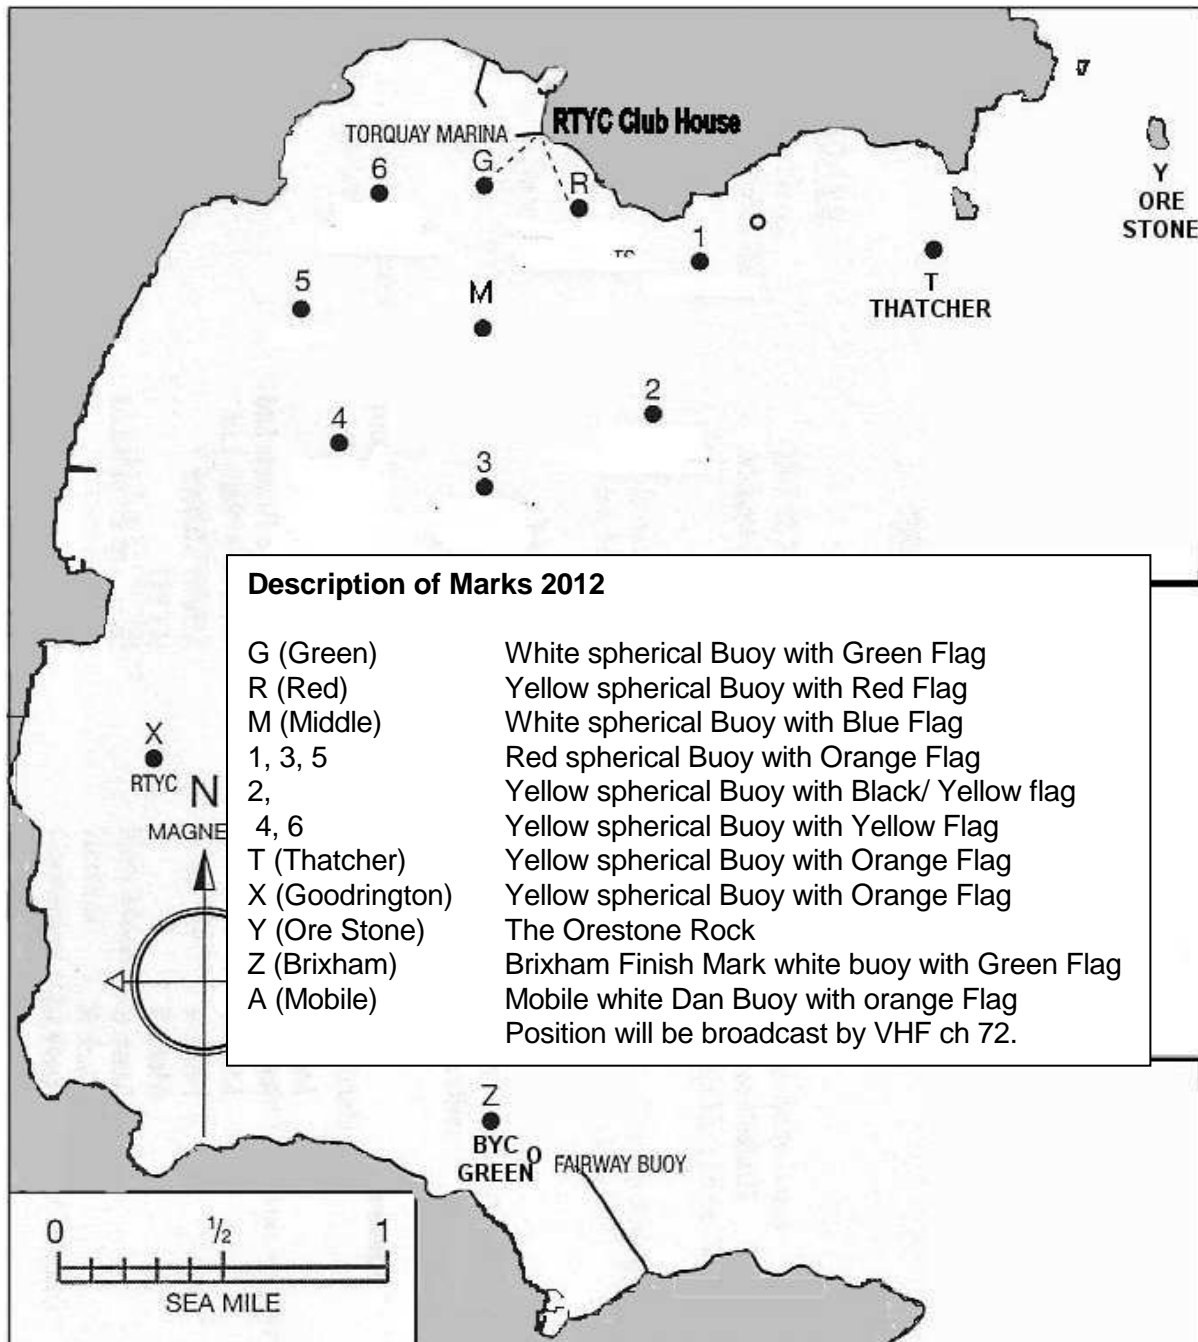 RTYC Club House
TORQUAY MARINA
6
G
R
Y
ORE
STONE
1
T
THATCHER
5
M
2
4
3
Description of Marks 2012
G (Green) White spherical Buoy with Green Flag
R (Red) Yellow spherical Buoy with Red Flag
M (Middle) White spherical Buoy with Blue Flag
1, 3, 5 Red spherical Buoy with Orange Flag
2, Yellow spherical Buoy with Black/ Yellow flag
4, 6 Yellow spherical Buoy with Yellow Flag
T (Thatcher) Yellow spherical Buoy with Orange Flag
X (Goodrington) Yellow spherical Buoy with Orange Flag
Y (Ore Stone) The Orestone Rock
Z (Brixham) Brixham Finish Mark white buoy with Green Flag
A (Mobile) Mobile white Dan Buoy with orange Flag
Position will be broadcast by VHF ch 72.
X
RTYC
N
MAGNE
Z
BYC
GREEN
FAIRWAY BUOY
0 1/2 1
SEA MILE